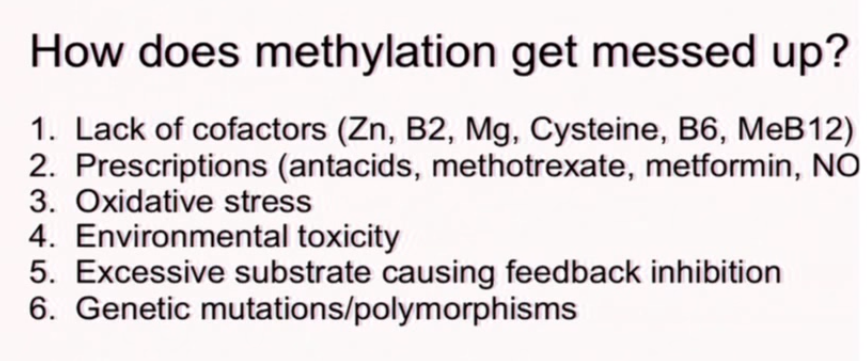 How does methylation get messed up?
1. Lack of cofactors (Zn, B2, Mg, Cysteine, B6, MeB12)
2. Prescriptions (antacids, methotrexate, metformin, NO
3. Oxidative stress
4. Environmental toxicity
5. Excessive substrate causing feedback inhibition
6. Genetic mutations/polymorphisms